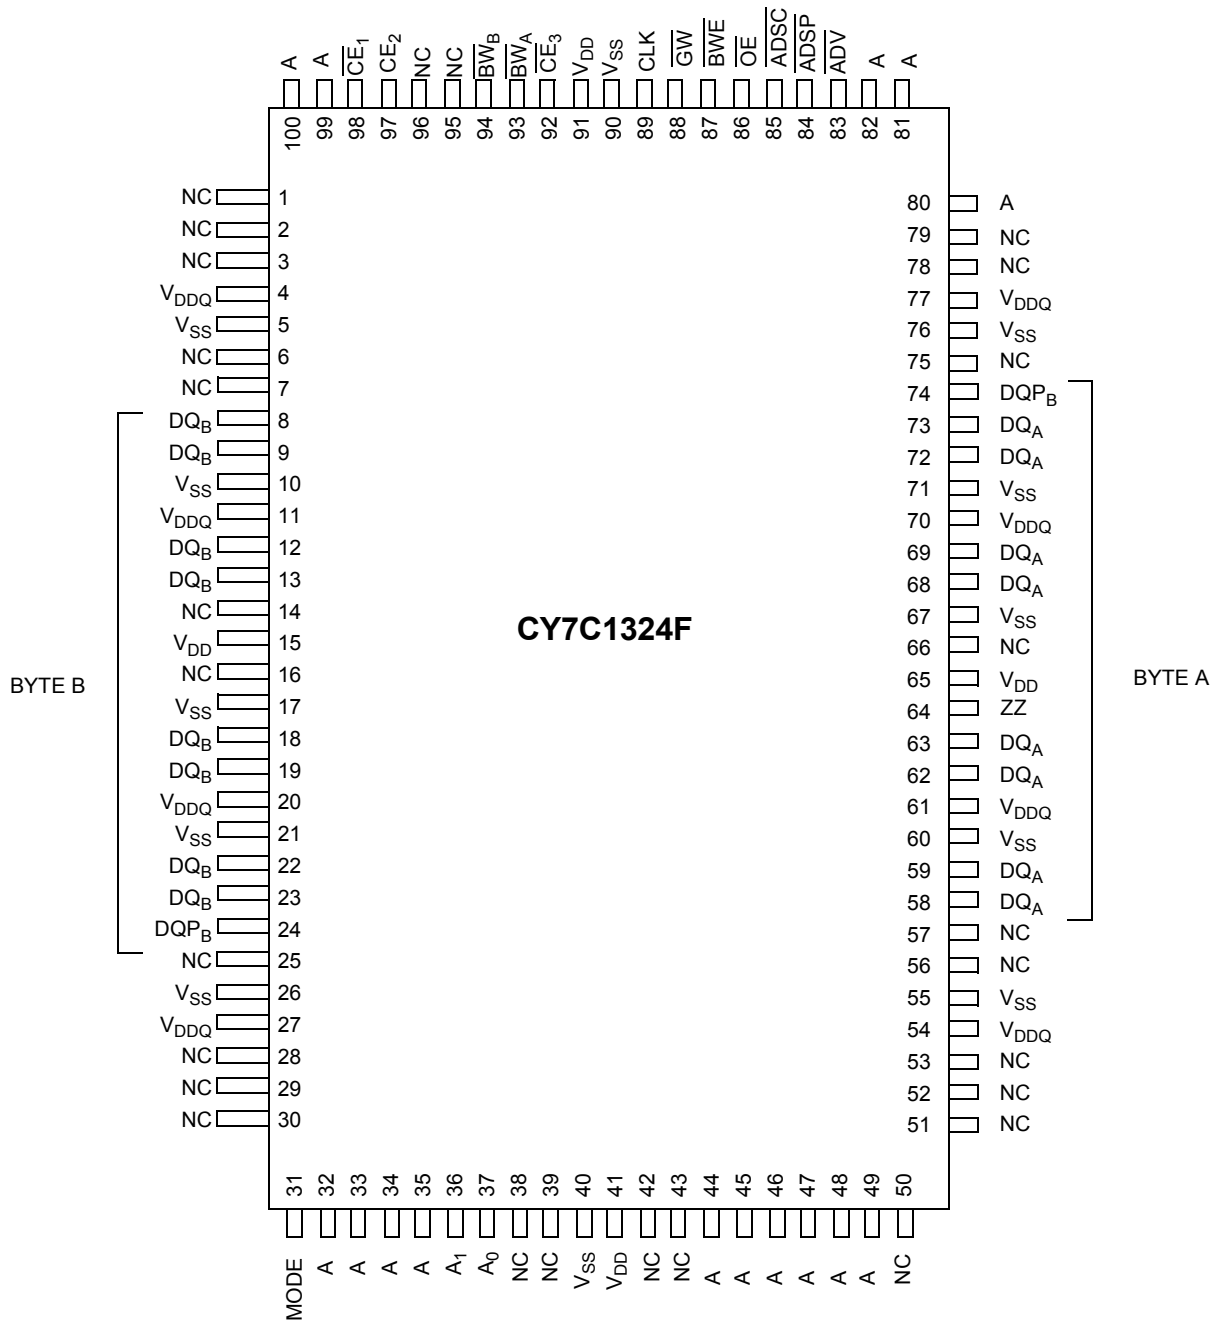 A A CE1 CE2 NC NC BWB BWA CE3 VDD VSS CLK GW BWE OE ADSC ADSP ADV A A
100 99 98 97 96 95 94 93 92 91 90 89 88 87 86 85 84 83 82 81
NC 1
NC 2
NC 3
VDDQ 4
VSS 5
NC 6
NC 7
DQB 8
DQB 9
VSS 10
VDDQ 11
DQB 12
DQB 13
NC 14
VDD 15
NC 16
VSS 17
DQB 18
DQB 19
VDDQ 20
VSS 21
DQB 22
DQB 23
DQPB 24
NC 25
VSS 26
VDDQ 27
NC 28
NC 29
NC 30
BYTE B
CY7C1324F
80 A
79 NC
78 NC
77 VDDQ
76 VSS
75 NC
74 DQPB
73 DQA
72 DQA
71 VSS
70 VDDQ
69 DQA
68 DQA
67 VSS
66 NC
65 VDD
64 ZZ
63 DQA
62 DQA
61 VDDQ
60 VSS
59 DQA
58 DQA
57 NC
56 NC
55 VSS
54 VDDQ
53 NC
52 NC
51 NC
BYTE A
31 32 33 34 35 36 37 38 39 40 41 42 43 44 45 46 47 48 49 50
MODE A A A A A1 A0 NC NC VSS VDD NC NC A A A A A A NC